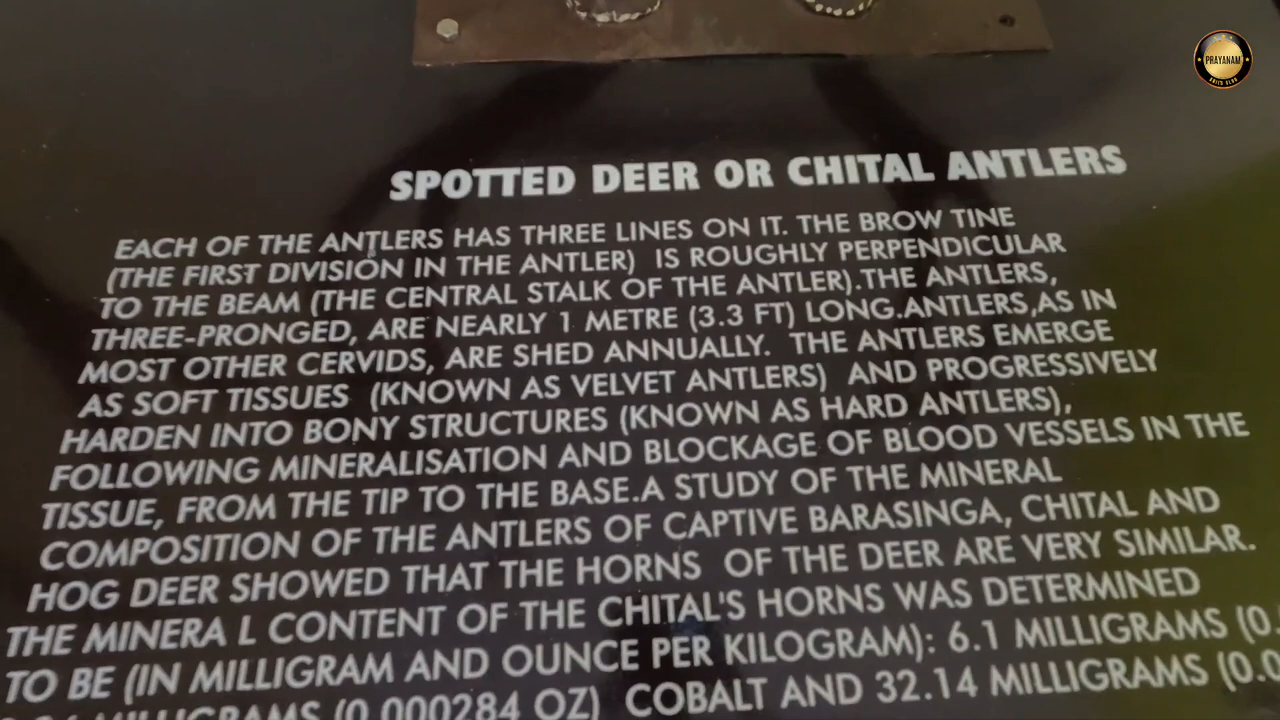 PRAYANAM
SPOTTED DEER OR CHITAL ANTLERS
EACH OF THE ANTLERS HAS THREE LINES ON IT. THE BROW TINE
(THE FIRST DIVISION IN THE ANTLER) IS ROUGHLY PERPENDICULAR
TO THE BEAM (THE CENTRAL STALK OF THE ANTLER).THE ANTLERS,
THREE-PRONGED, ARE NEARLY 1 METRE (3.3 FT) LONG.ANTLERS,AS IN
MOST OTHER CERVIDS, ARE SHED ANNUALLY. THE ANTLERS EMERGE
AS SOFT TISSUES (KNOWN AS VELVET ANTLERS) AND PROGRESSIVELY
HARDEN INTO BONY STRUCTURES (KNOWN AS HARD ANTLERS),
FOLLOWING MINERALISATION AND BLOCKAGE OF BLOOD VESSELS IN THE
TISSUE, FROM THE TIP TO THE BASE.A STUDY OF THE MINERAL
COMPOSITION OF THE ANTLERS OF CAPTIVE BARASINGA, CHITAL AND
HOG DEER SHOWED THAT THE HORNS OF THE DEER ARE VERY SIMILAR.
THE MINERA L CONTENT OF THE CHITAL'S HORNS WAS DETERMINED
TO BE (IN MILLIGRAM AND OUNCE PER KILOGRAM): 6.1 MILLIGRAMS (0.
MILLIGRAMS (0.000284 OZ) COBALT AND 32.14 MILLIGRAMS (0.0